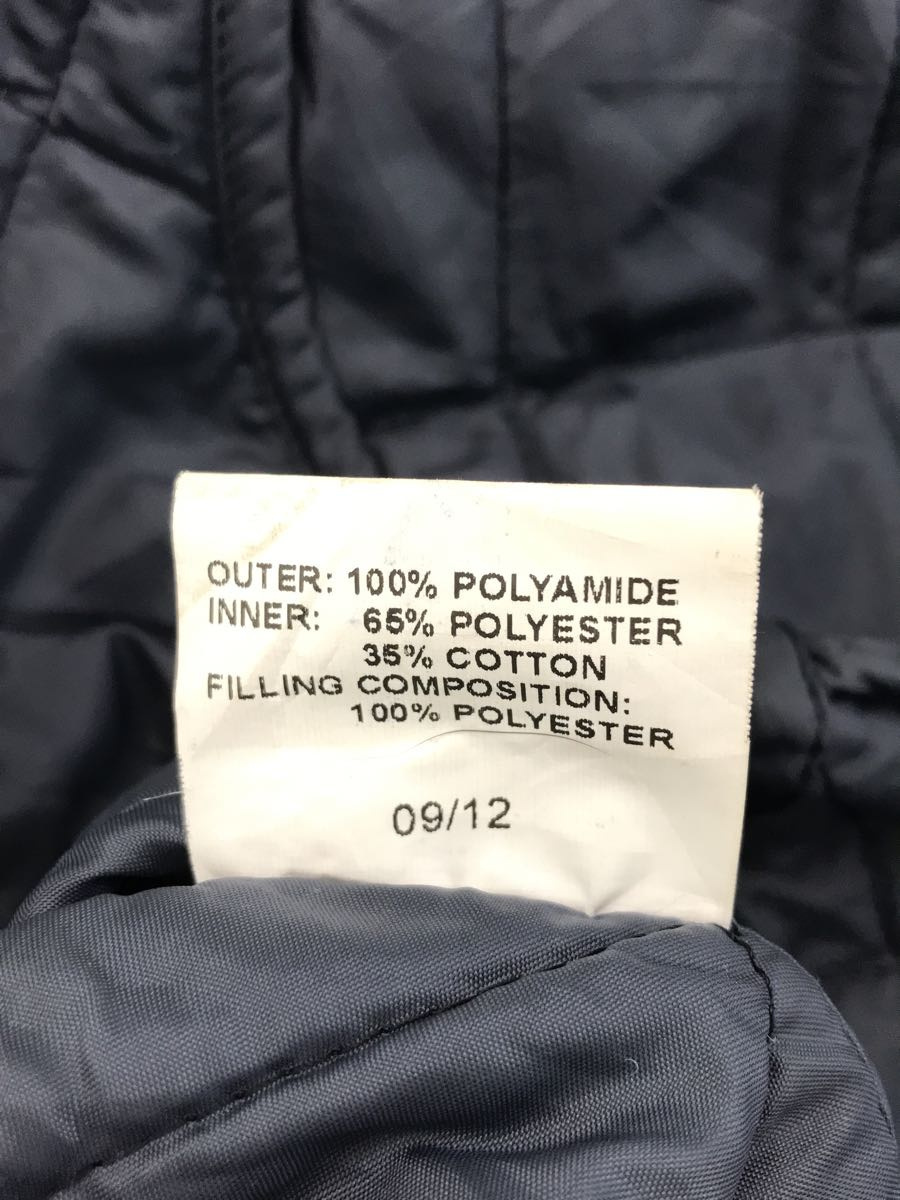 OUTER: 100% POLYAMIDE
INNER: 65% POLYESTER
35% COTTON
FILLING COMPOSITION:
100% POLYESTER
09/12